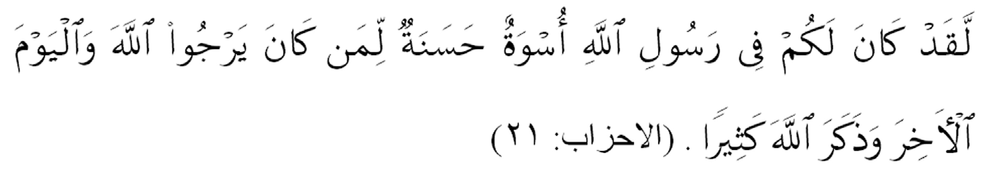 لَّقَدْ كَانَ لَكُمْ فِى رَسُولِ ٱللَّهِ أُسْوَةٌ حَسَنَةٌ لِّمَن كَانَ يَرْجُوا۟ ٱللَّهَ وَٱلْيَوْمَ
ٱلْأَخِرَ وَذَكَرَ ٱللَّهَ كَثِيرًا . (الاحزاب: ٢١)